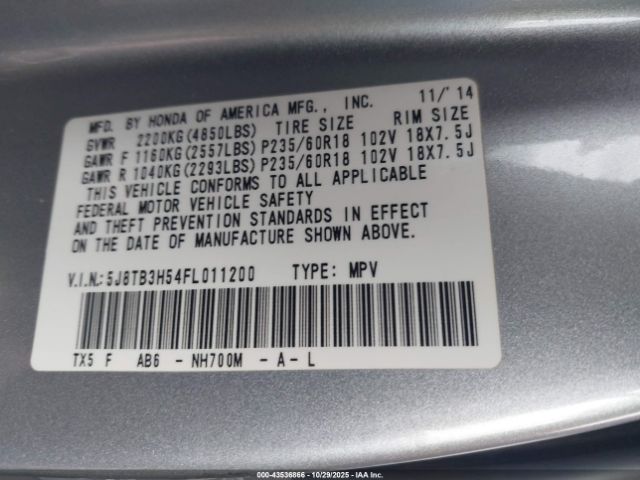 MFD. BY HONDA OF AMERICA MFG., INC. 11/'14
GVWR 2200KG(4850LBS) TIRE SIZE RIM SIZE
GAWR F 1160KG(2557LBS) P235/60R18 102V 18X7.5J
GAWR R 1040KG(2293LBS) P235/60R18 102V 18X7.5J
THIS VEHICLE CONFORMS TO ALL APPLICABLE
FEDERAL MOTOR VEHICLE SAFETY
AND THEFT PREVENTION STANDARDS IN EFFECT
ON THE DATE OF MANUFACTURE SHOWN ABOVE.
V.I.N.:5J8TB3H54FL011200 TYPE: MPV
TX5 F AB6 - NH700M - A - L
000-43536866 - 10/29/2025 - IAA Inc.